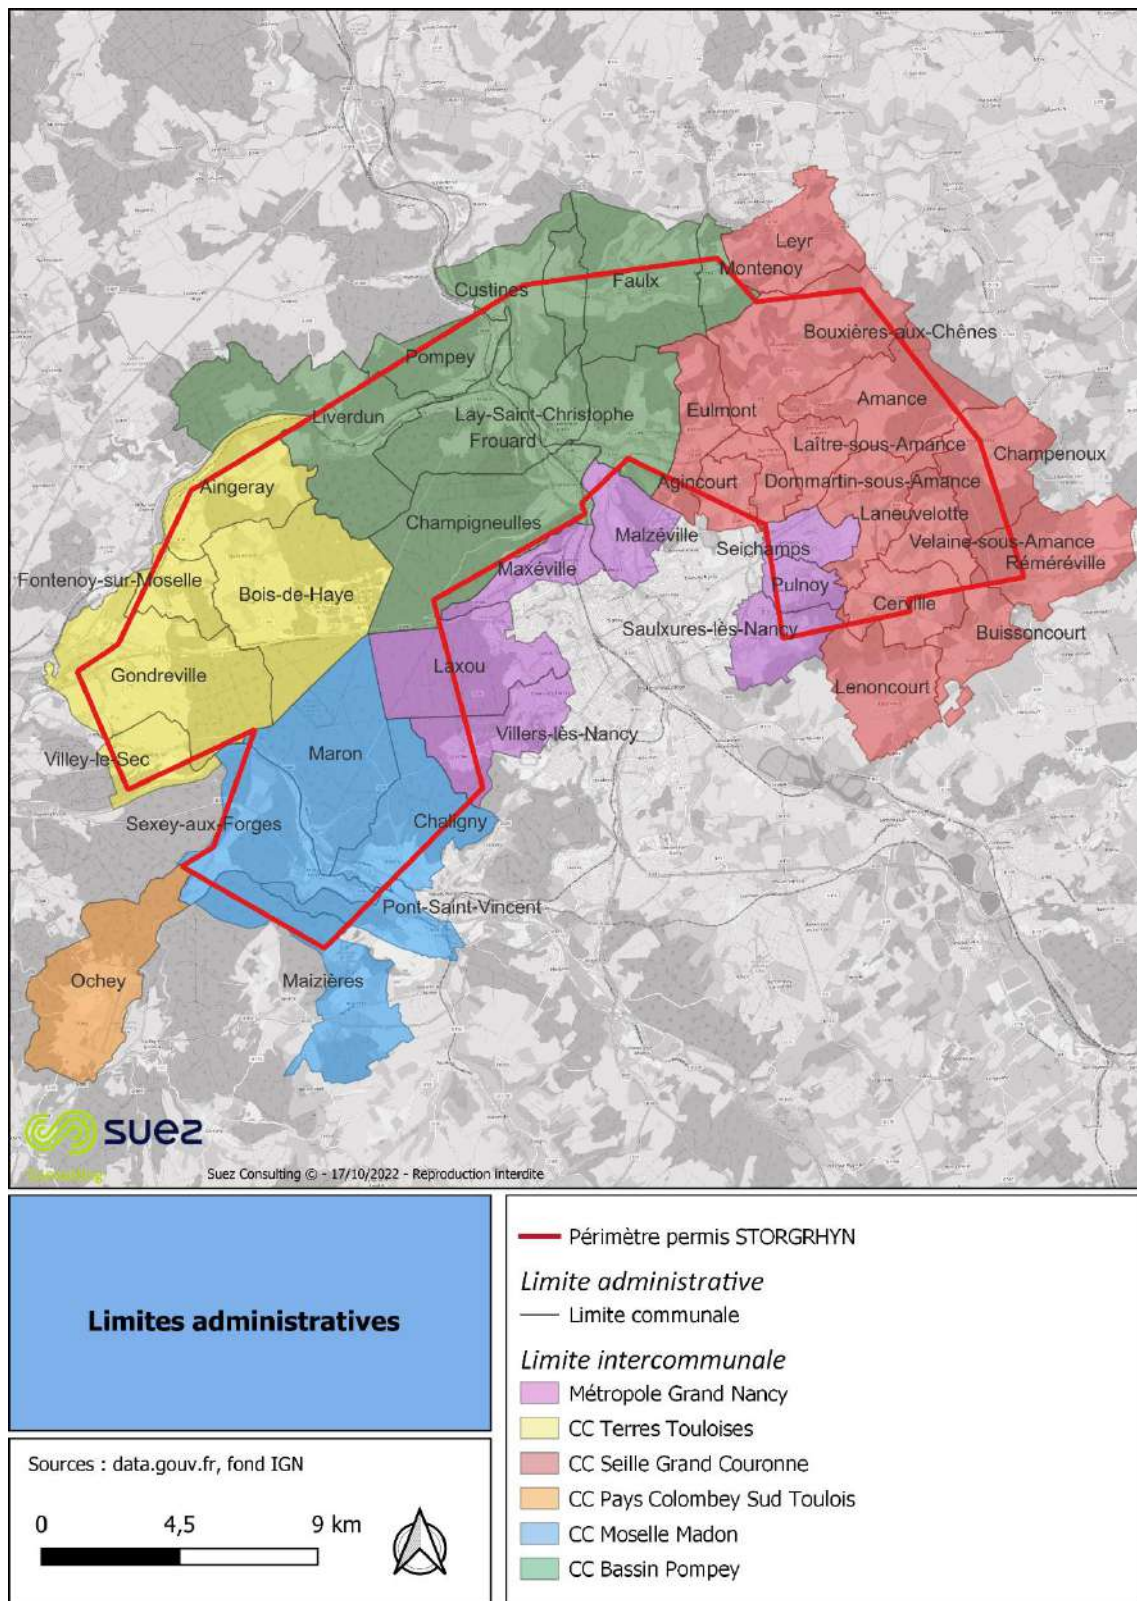 Leyr
Montenoy
Faulx
Custines
Bouxières-aux-Chênes
Pompey
Amance
Liverdun
Lay-Saint-Christophe
Eulmont
Frouard
Laître-sous-Amance
Champenoux
Aingeray
Agincourt
Dommartin-sous-Amance
Champigneulles
Laneuvelotte
Malzéville
Seichamps
Velaine-sous-Amance
Maxéville
Réméréville
Fontenoy-sur-Moselle
Bois-de-Haye
Pulnoy
Cerville
Saulxures-lès-Nancy
Buissoncourt
Gondreville
Laxou
Lenoncourt
Villers-lès-Nancy
Villey-le-Sec
Maron
Sexey-aux-Forges
Chaligny
Pont-Saint-Vincent
Ochey
Maizières
suez
Consulting
Suez Consulting © - 17/10/2022 - Reproduction interdite
Limites administratives
Sources : data.gouv.fr, fond IGN
0 4,5 9 km
Périmètre permis STORGRHYN
Limite administrative
Limite communale
Limite intercommunale
Métropole Grand Nancy
CC Terres Touloises
CC Seille Grand Couronne
CC Pays Colombey Sud Toulois
CC Moselle Madon
CC Bassin Pompey